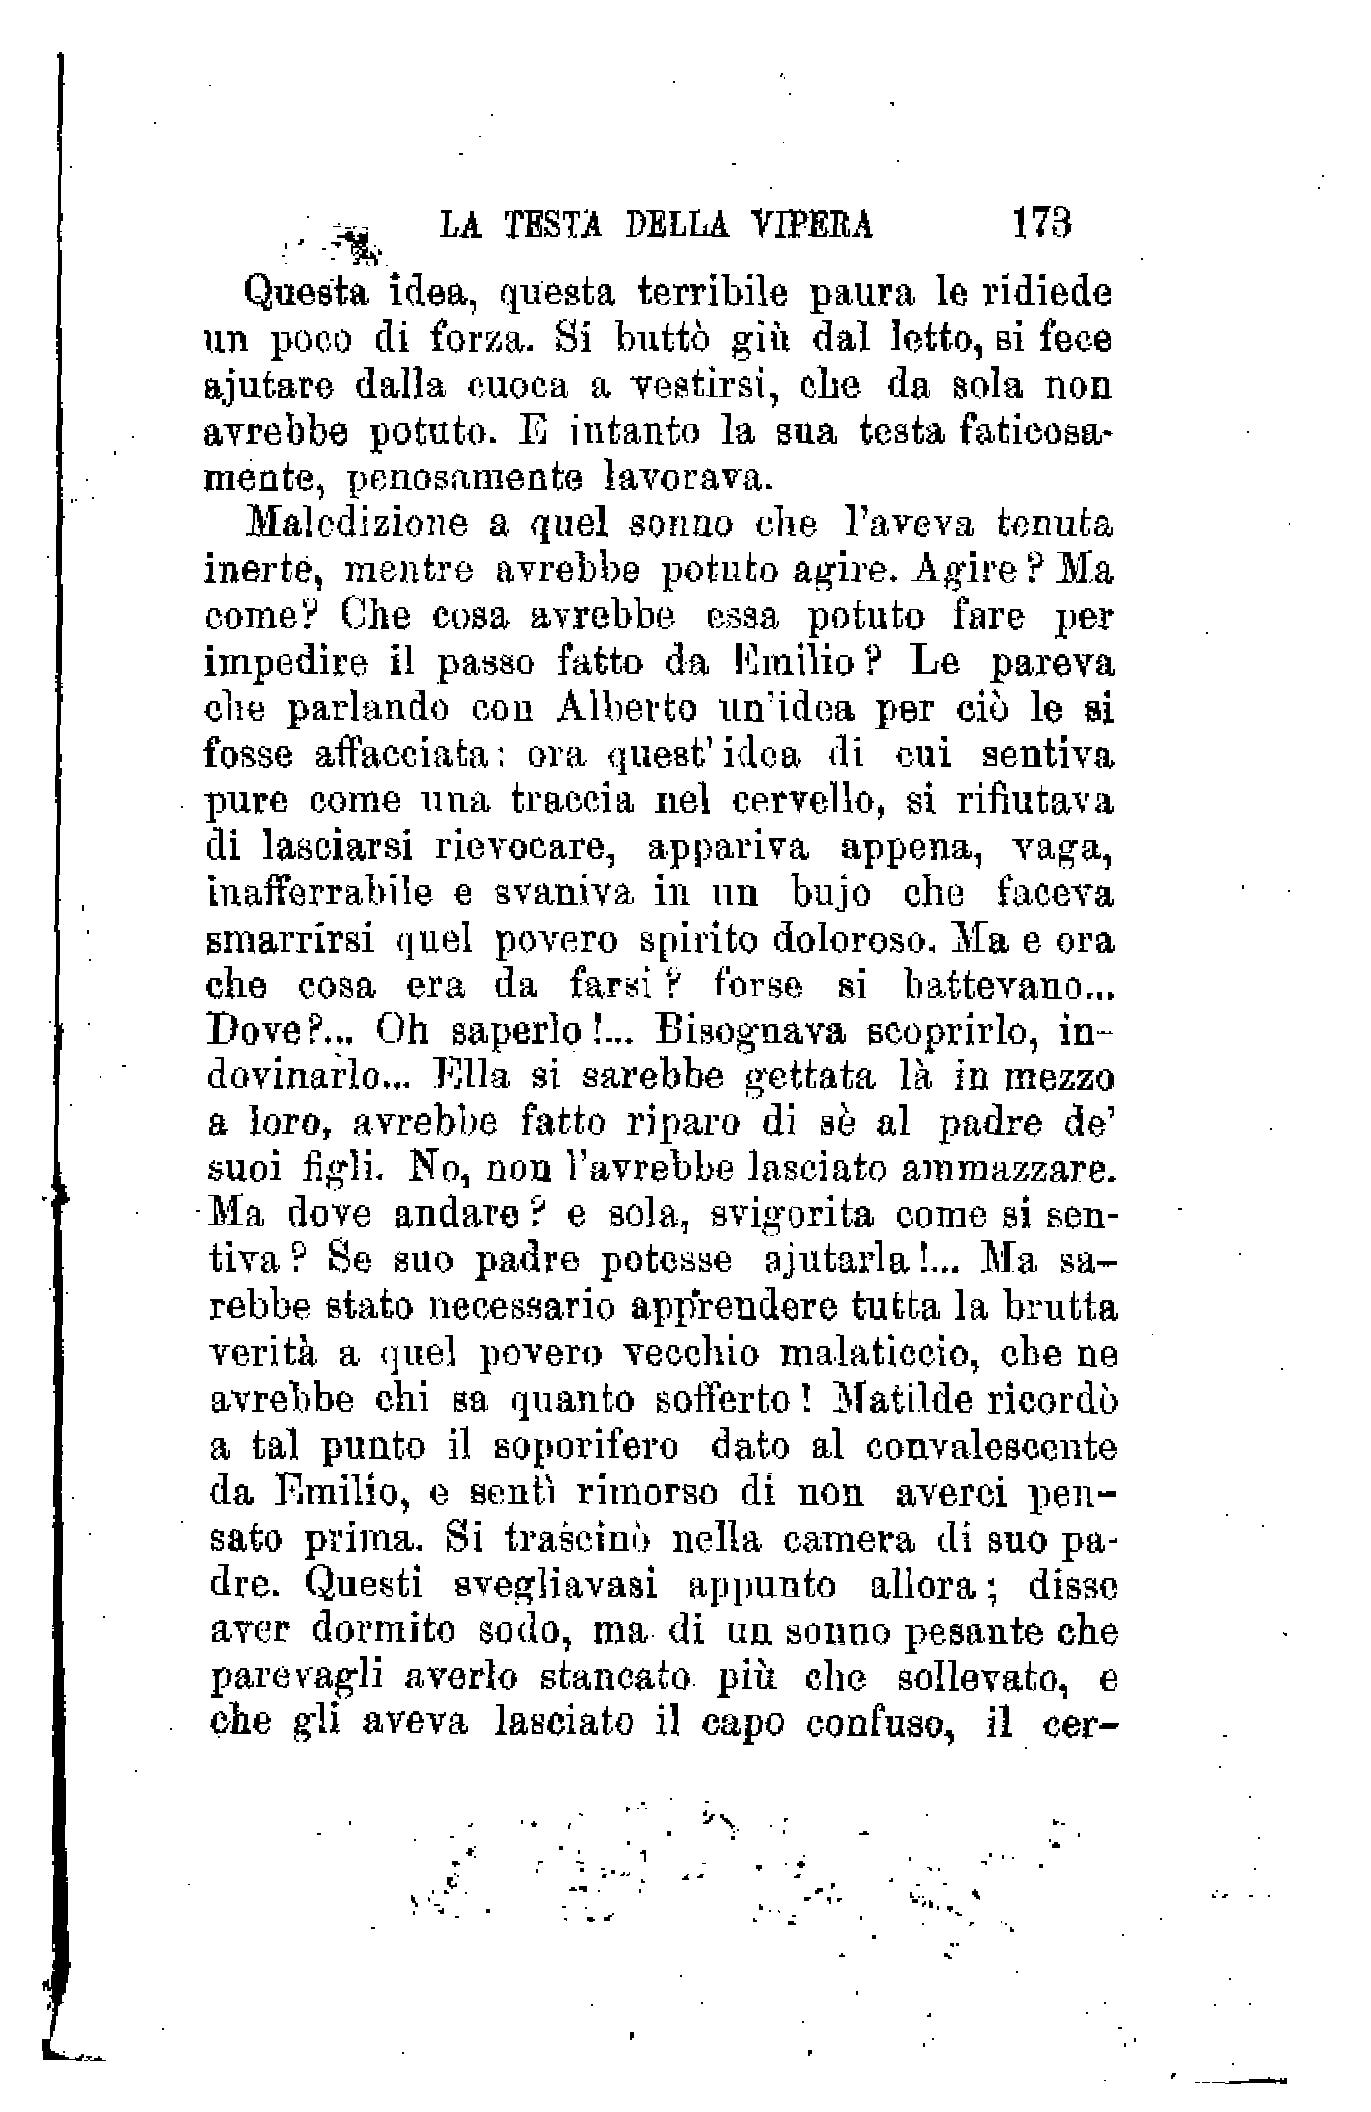 LA TESTA DELLA VIPERA 173
Questa idea, questa terribile paura le ridiede
un poco di forza. Si buttò giù dal letto, si fece
ajutare dalla cuoca a vestirsi, che da sola non
avrebbe potuto. E intanto la sua testa faticosa-
mente, penosamente lavorava.
Maledizione a quel sonno che l'aveva tenuta
inerte, mentre avrebbe potuto agire. Agire? Ma
come? Che cosa avrebbe essa potuto fare per
impedire il passo fatto da Emilio? Le pareva
che parlando con Alberto un'idea per ciò le si
fosse affacciata: ora quest'idea di cui sentiva
pure come una traccia nel cervello, si rifiutava
di lasciarsi rievocare, appariva appena, vaga,
inafferrabile e svaniva in un bujo che faceva
smarrirsi quel povero spirito doloroso. Ma e ora
che cosa era da farsi? forse si battevano...
Dove?... Oh saperlo!... Bisognava scoprirlo, in-
dovinarlo... Ella si sarebbe gettata là in mezzo
a loro, avrebbe fatto riparo di sè al padre de'
suoi figli. No, non l'avrebbe lasciato ammazzare.
Ma dove andare? e sola, svigorita come si sen-
tiva? Se suo padre potesse ajutarla!... Ma sa-
rebbe stato necessario apprendere tutta la brutta
verità a quel povero vecchio malaticcio, che ne
avrebbe chi sa quanto sofferto! Matilde ricordò
a tal punto il soporifero dato al convalescente
da Emilio, e sentì rimorso di non averci pen-
sato prima. Si trascinò nella camera di suo pa-
dre. Questi svegliavasi appunto allora; disse
aver dormito sodo, ma di un sonno pesante che
parevagli averlo stancato più che sollevato, e
che gli aveva lasciato il capo confuso, il cer-